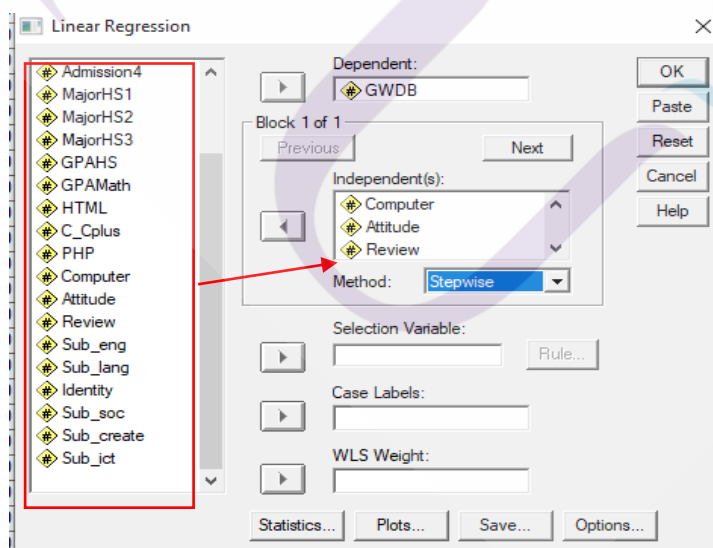 Linear Regression
Admission4
MajorHS1
MajorHS2
MajorHS3
GPAHS
GPAMath
HTML
C_Cplus
PHP
Computer
Attitude
Review
Sub_eng
Sub_lang
Identity
Sub_soc
Sub_create
Sub_ict
Dependent:
GWDB
Block 1 of 1
Previous
Next
Independent(s):
Computer
Attitude
Review
Method: Stepwise
Selection Variable:
Rule...
Case Labels:
WLS Weight:
Statistics... Plots... Save... Options...
OK
Paste
Reset
Cancel
Help